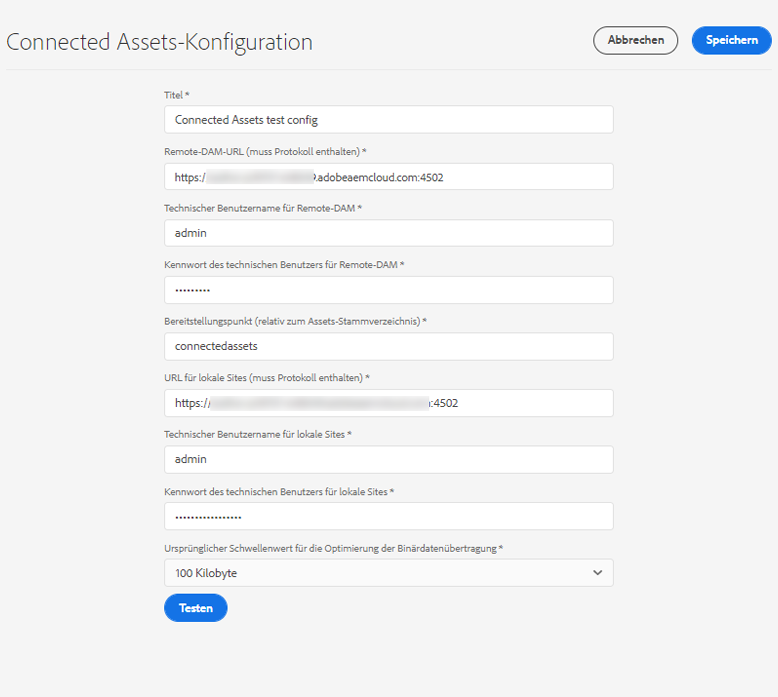 Connected Assets-Konfiguration
Abbrechen
Speichern
Titel *
Connected Assets test config
Remote-DAM-URL (muss Protokoll enthalten) *
https:/ .adobeaemcloud.com:4502
Technischer Benutzername für Remote-DAM *
admin
Kennwort des technischen Benutzers für Remote-DAM *
•••••••••
Bereitstellungspunkt (relativ zum Assets-Stammverzeichnis) *
connectedassets
URL für lokale Sites (muss Protokoll enthalten) *
https:/ :4502
Technischer Benutzername für lokale Sites *
admin
Kennwort des technischen Benutzers für lokale Sites *
•••••••••••••••••
Ursprünglicher Schwellenwert für die Optimierung der Binärdatenübertragung *
100 Kilobyte
Testen